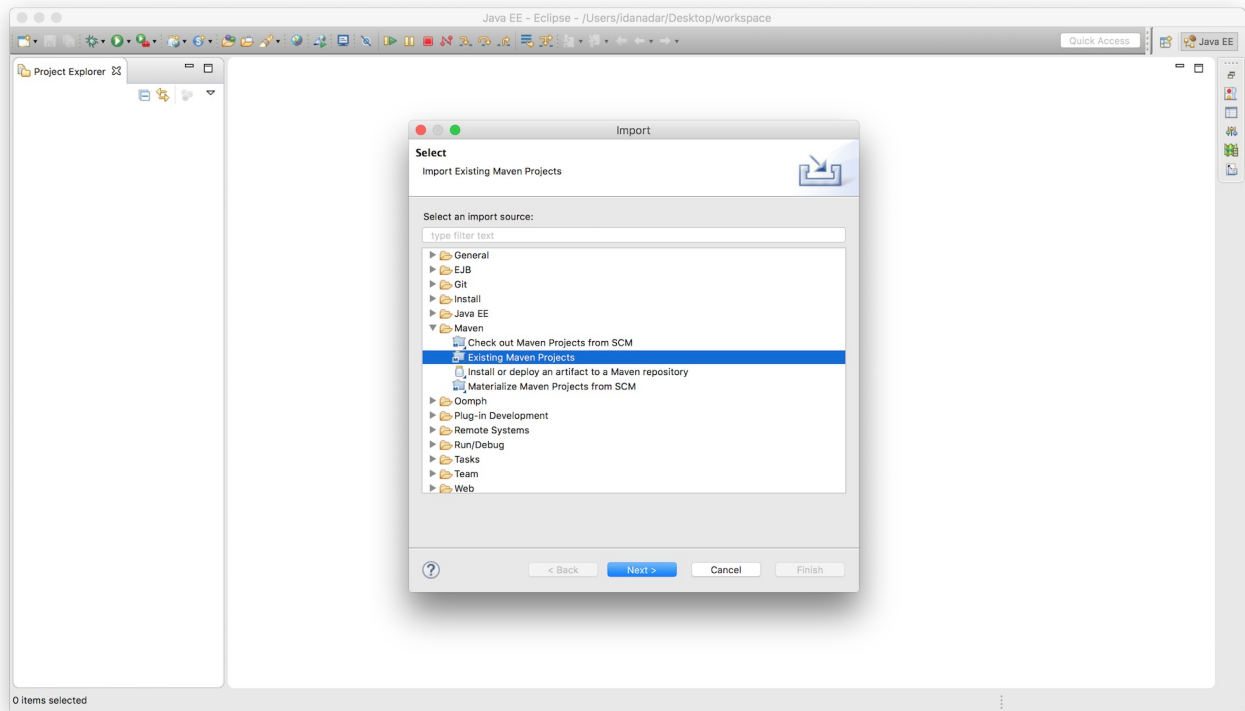 Java EE - Eclipse - /Users/idanadar/Desktop/workspace
Quick Access
Java EE
Project Explorer
Import
Select
Import Existing Maven Projects
Select an import source:
type filter text
General
EJB
Git
Install
Java EE
Maven
Check out Maven Projects from SCM
Existing Maven Projects
Install or deploy an artifact to a Maven repository
Materialize Maven Projects from SCM
Oomph
Plug-in Development
Remote Systems
Run/Debug
Tasks
Team
Web
? < Back Next > Cancel Finish
0 items selected